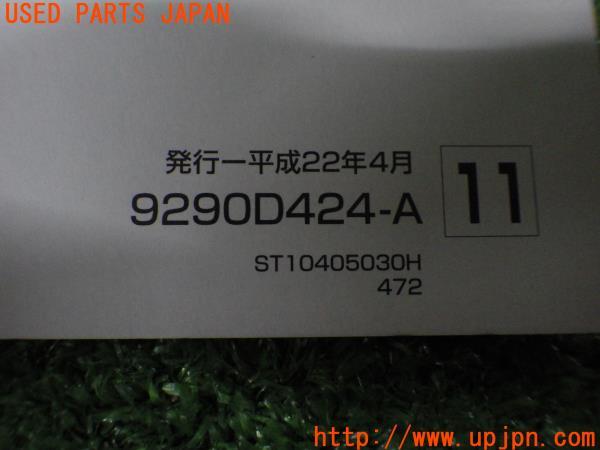 USED PARTS JAPAN
発行ー平成22年4月
9290D424-A
11
ST10405030H
472
http://www.upjpn.com/